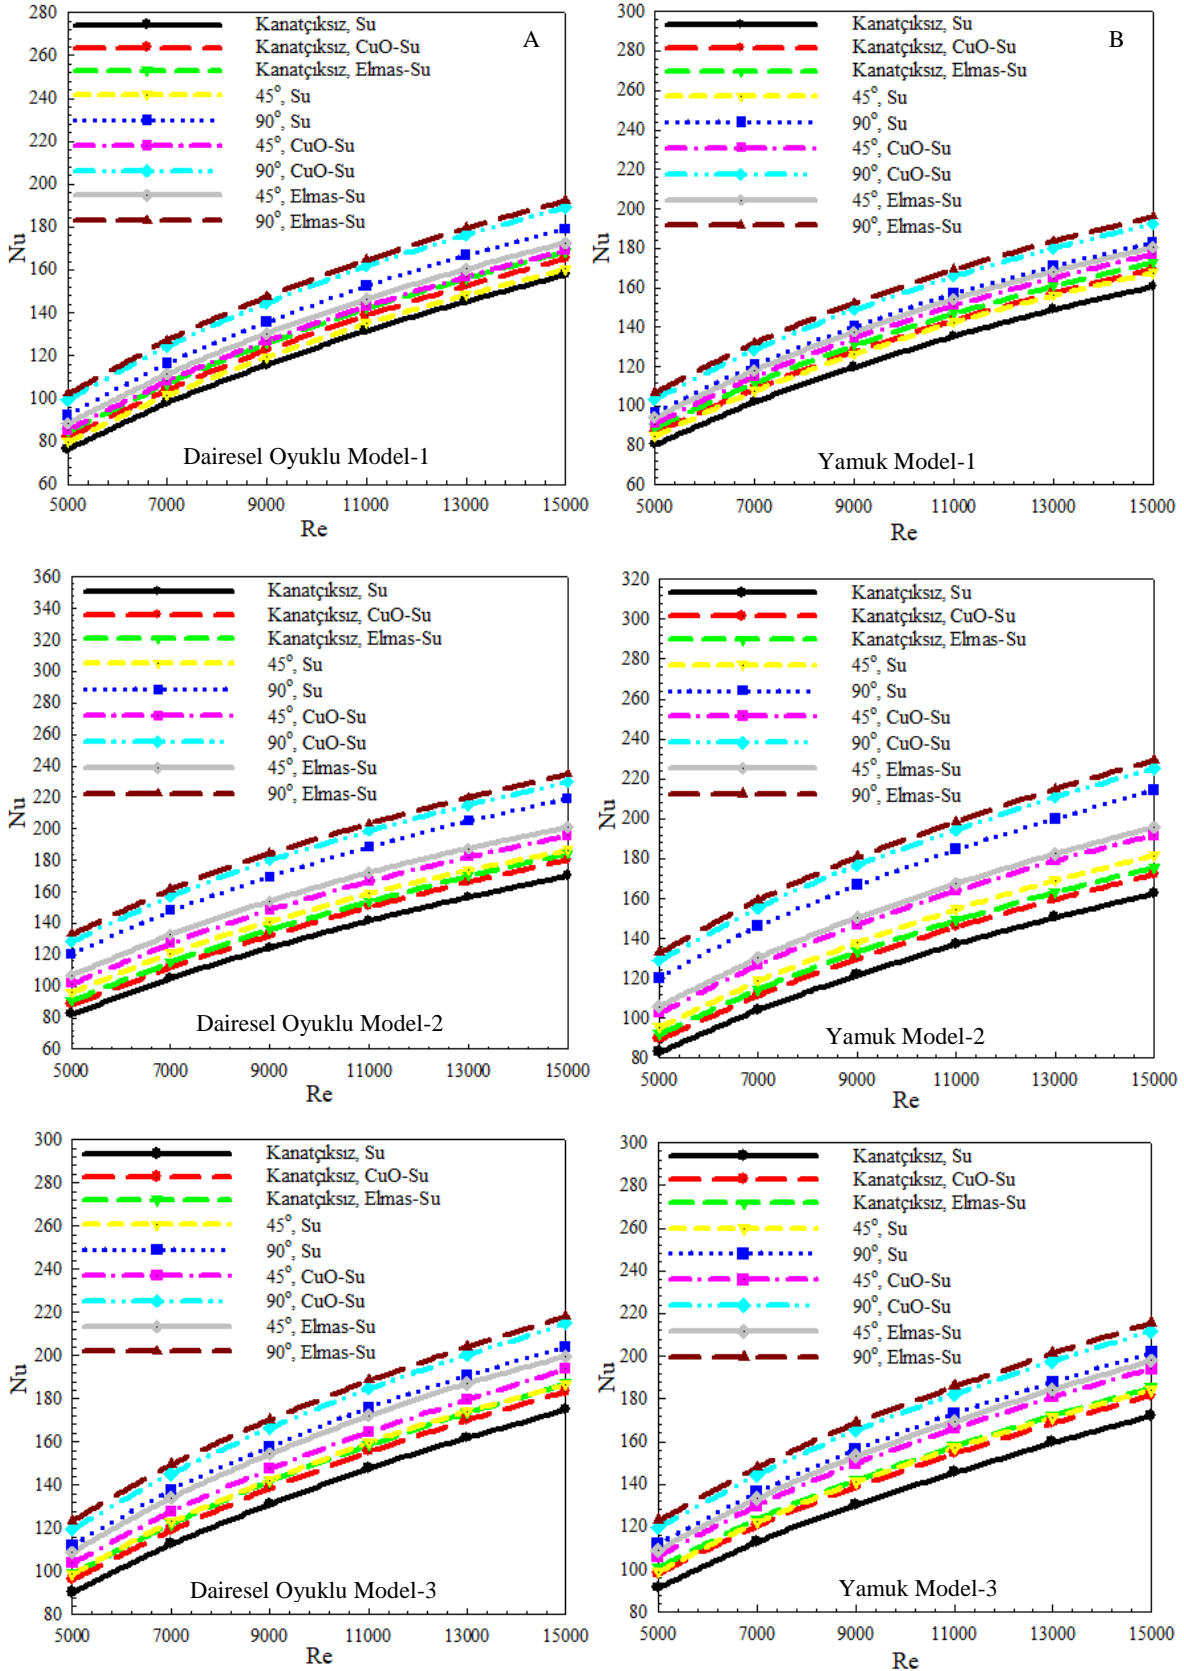 280
260
240
220
200
180
160
140
120
100
80
60
Nu
Kanatçıksız, Su
Kanatçıksız, CuO-Su
Kanatçıksız, Elmas-Su
45°, Su
90°, Su
45°, CuO-Su
90°, CuO-Su
45°, Elmas-Su
90°, Elmas-Su
A
Dairesel Oyuklu Model-1
5000 7000 9000 11000 13000 15000
Re
300
280
260
240
220
200
180
160
140
120
100
80
60
Nu
Kanatçıksız, Su
Kanatçıksız, CuO-Su
Kanatçıksız, Elmas-Su
45°, Su
90°, Su
45°, CuO-Su
90°, CuO-Su
45°, Elmas-Su
90°, Elmas-Su
B
Yamuk Model-1
5000 7000 9000 11000 13000 15000
Re
360
340
320
300
280
260
240
220
200
180
160
140
120
100
80
60
Nu
Kanatçıksız, Su
Kanatçıksız, CuO-Su
Kanatçıksız, Elmas-Su
45°, Su
90°, Su
45°, CuO-Su
90°, CuO-Su
45°, Elmas-Su
90°, Elmas-Su
Dairesel Oyuklu Model-2
5000 7000 9000 11000 13000 15000
Re
320
300
280
260
240
220
200
180
160
140
120
100
80
Nu
Kanatçıksız, Su
Kanatçıksız, CuO-Su
Kanatçıksız, Elmas-Su
45°, Su
90°, Su
45°, CuO-Su
90°, CuO-Su
45°, Elmas-Su
90°, Elmas-Su
Yamuk Model-2
5000 7000 9000 11000 13000 15000
Re
300
280
260
240
220
200
180
160
140
120
100
80
Nu
Kanatçıksız, Su
Kanatçıksız, CuO-Su
Kanatçıksız, Elmas-Su
45°, Su
90°, Su
45°, CuO-Su
90°, CuO-Su
45°, Elmas-Su
90°, Elmas-Su
Dairesel Oyuklu Model-3
5000 7000 9000 11000 13000 15000
Re
300
280
260
240
220
200
180
160
140
120
100
80
Nu
Kanatçıksız, Su
Kanatçıksız, CuO-Su
Kanatçıksız, Elmas-Su
45°, Su
90°, Su
45°, CuO-Su
90°, CuO-Su
45°, Elmas-Su
90°, Elmas-Su
Yamuk Model-3
5000 7000 9000 11000 13000 15000
Re